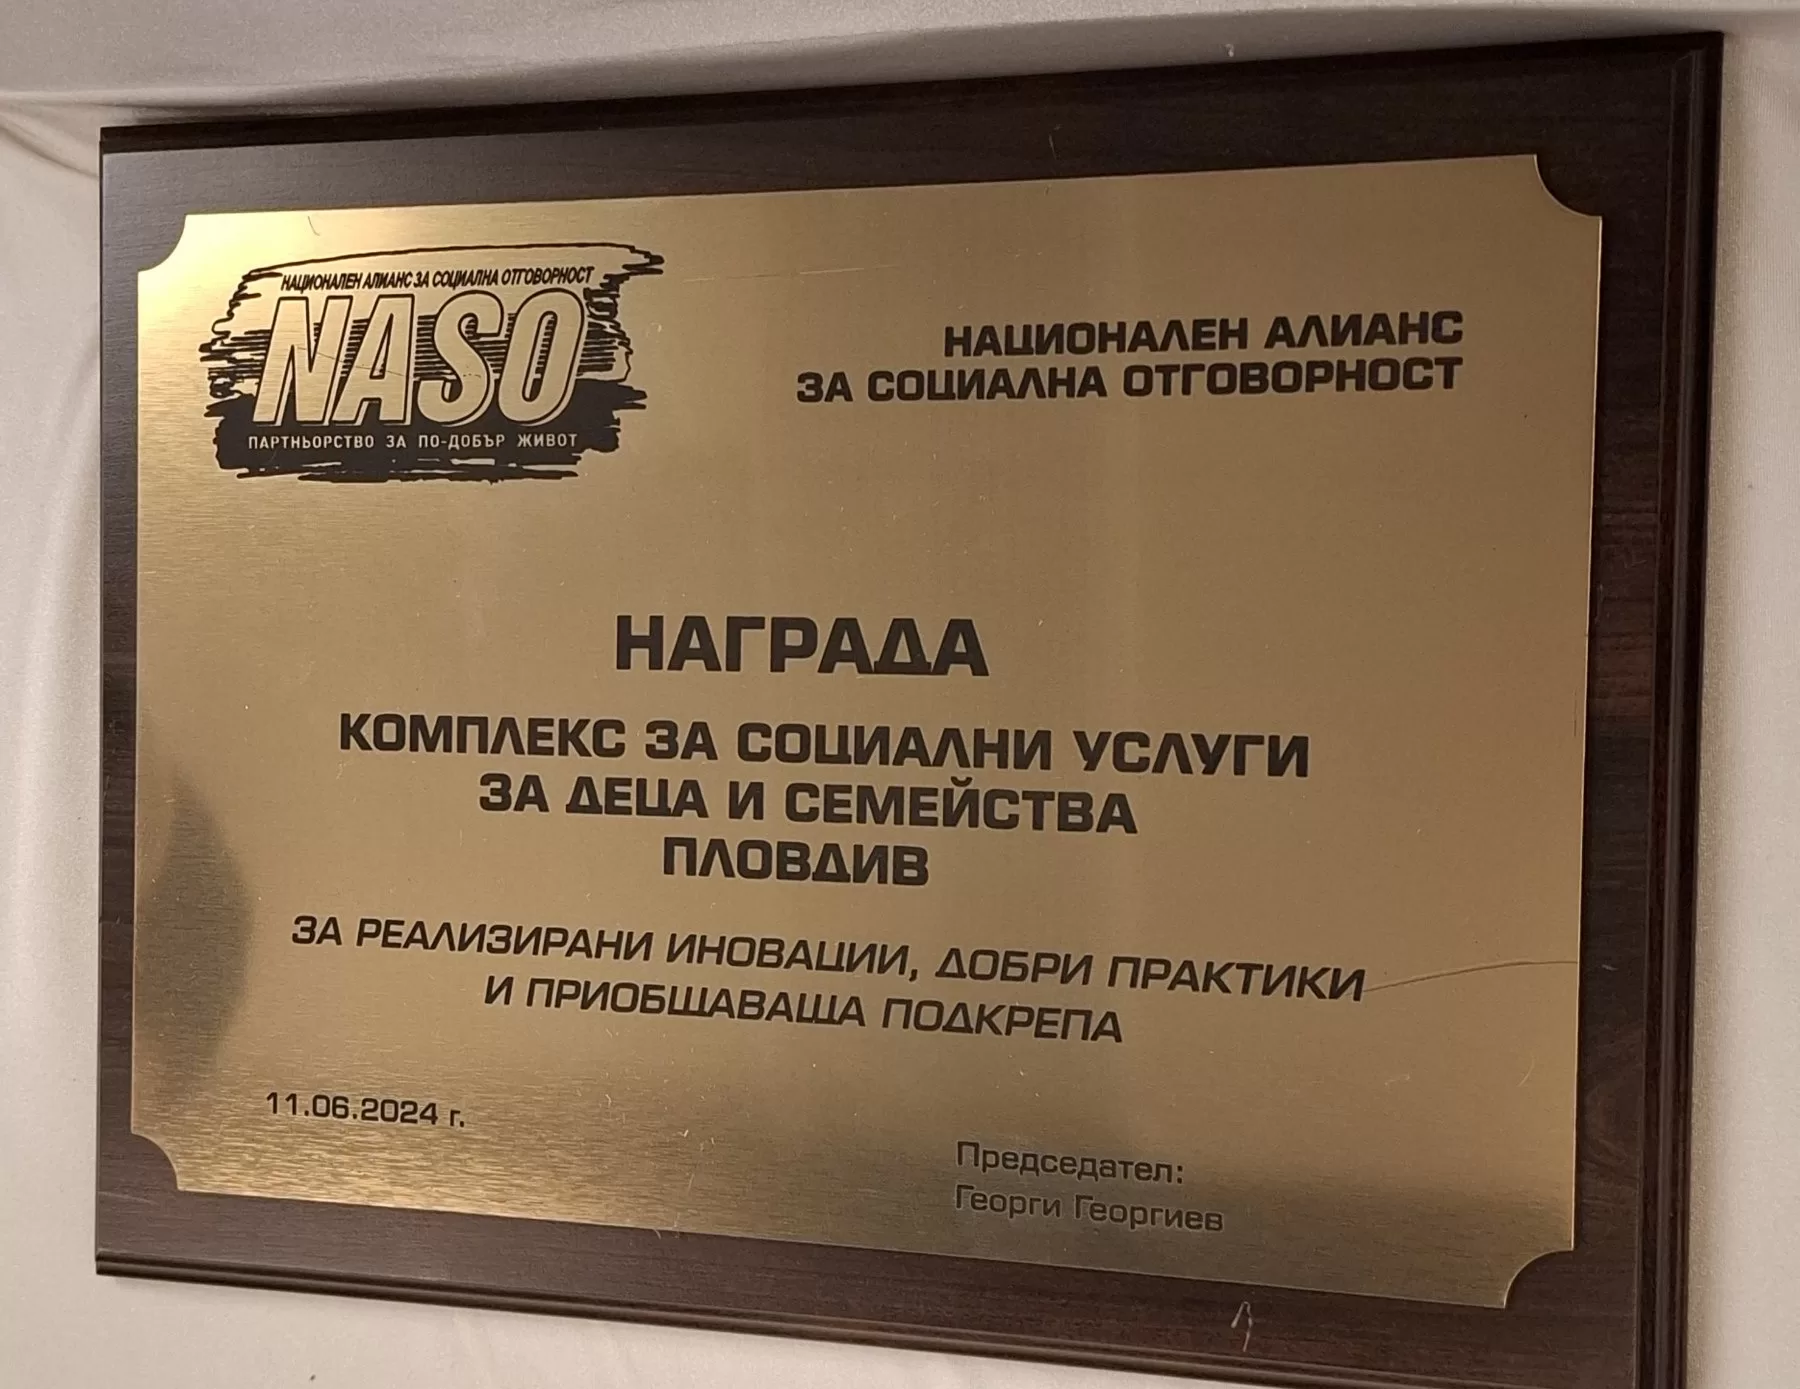 НАЦИОНАЛЕН АЛИАНС ЗА СОЦИАЛНА ОТГОВОРНОСТ
NASO
ПАРТНЬОРСТВО ЗА ПО-ДОБЪР ЖИВОТ
НАЦИОНАЛЕН АЛИАНС
ЗА СОЦИАЛНА ОТГОВОРНОСТ
НАГРАДА
КОМПЛЕКС ЗА СОЦИАЛНИ УСЛУГИ
ЗА ДЕЦА И СЕМЕЙСТВА
ПЛОВДИВ
ЗА РЕАЛИЗИРАНИ ИНОВАЦИИ, ДОБРИ ПРАКТИКИ
И ПРИОБЩАВАЩА ПОДКРЕПА
11.06.2024 г.
Председател:
Георги Георгиев